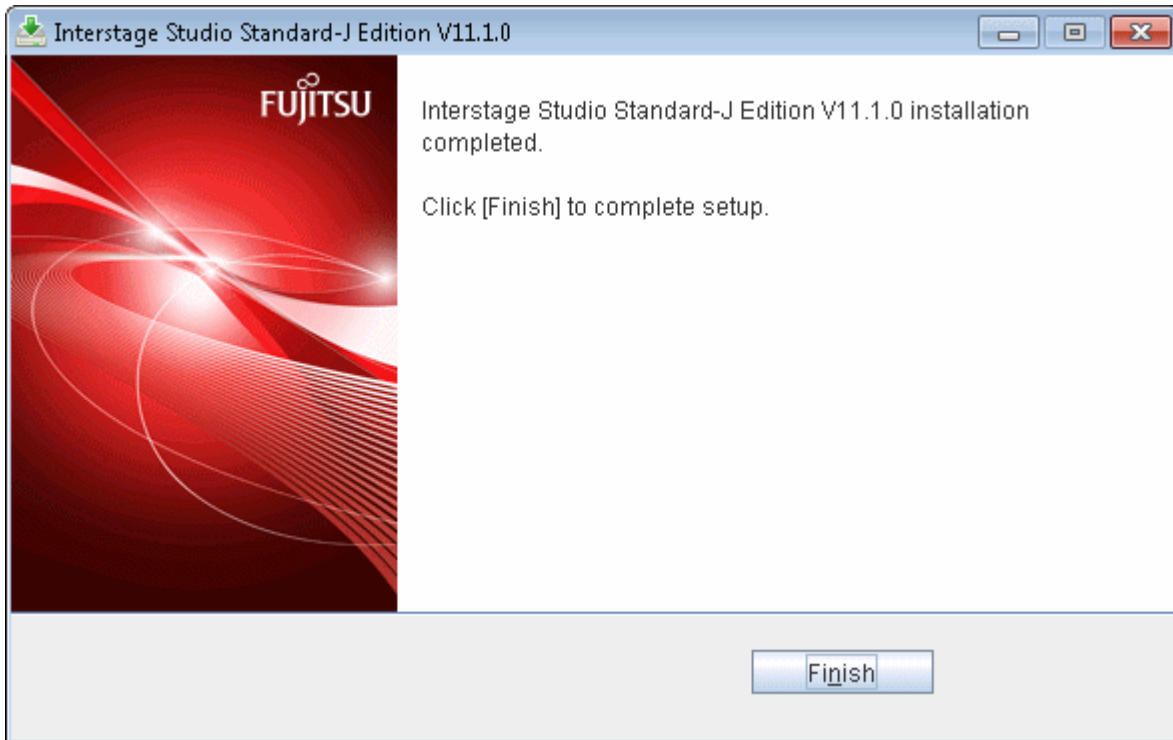 Interstage Studio Standard-J Edition V11.1.0
FUJITSU
Interstage Studio Standard-J Edition V11.1.0 installation
completed.
Click [Finish] to complete setup.
Finish